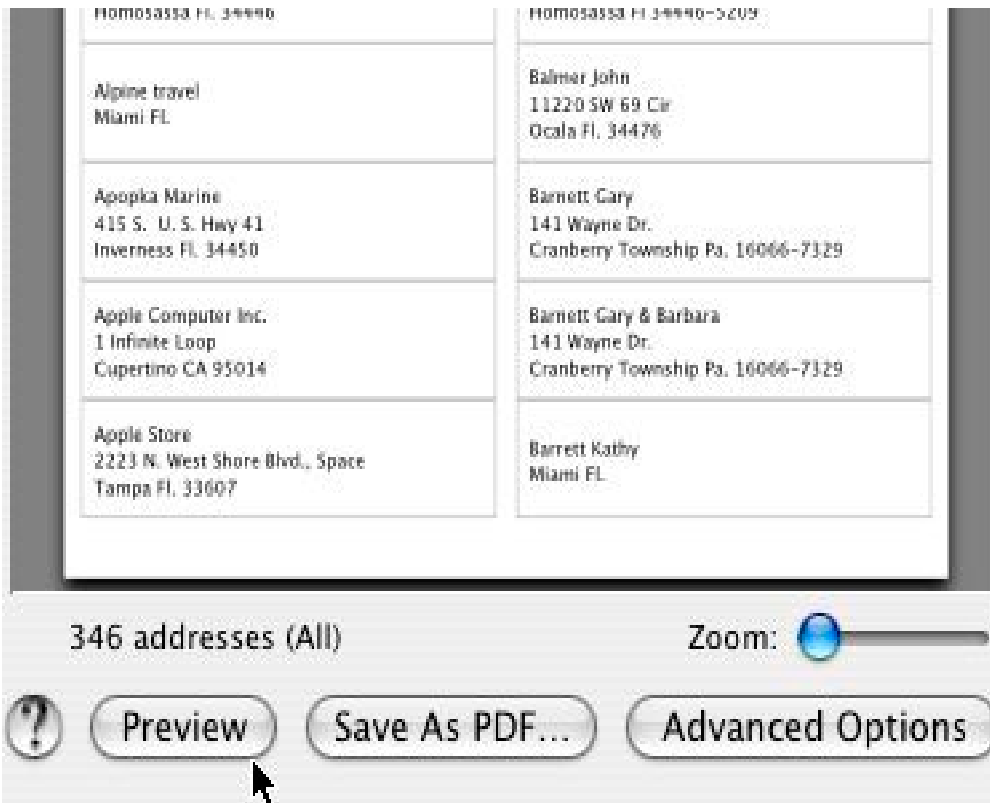 Homosassa Fl. 34446
Alpine travel
Miami FL
Apopka Marine
415 S. U. S. Hwy 41
Inverness Fl. 34450
Apple Computer Inc.
1 Infinite Loop
Cupertino CA 95014
Apple Store
2223 N. West Shore Blvd., Space
Tampa Fl. 33607
Homosassa Fl 34446-5209
Balmer John
11220 SW 69 Cir
Ocala Fl. 34476
Barnett Gary
141 Wayne Dr.
Cranberry Township Pa. 16066-7329
Barnett Gary & Barbara
141 Wayne Dr.
Cranberry Township Pa. 16066-7329
Barrett Kathy
Miami FL
346 addresses (All)
Zoom:
?
Preview
Save As PDF...
Advanced Options